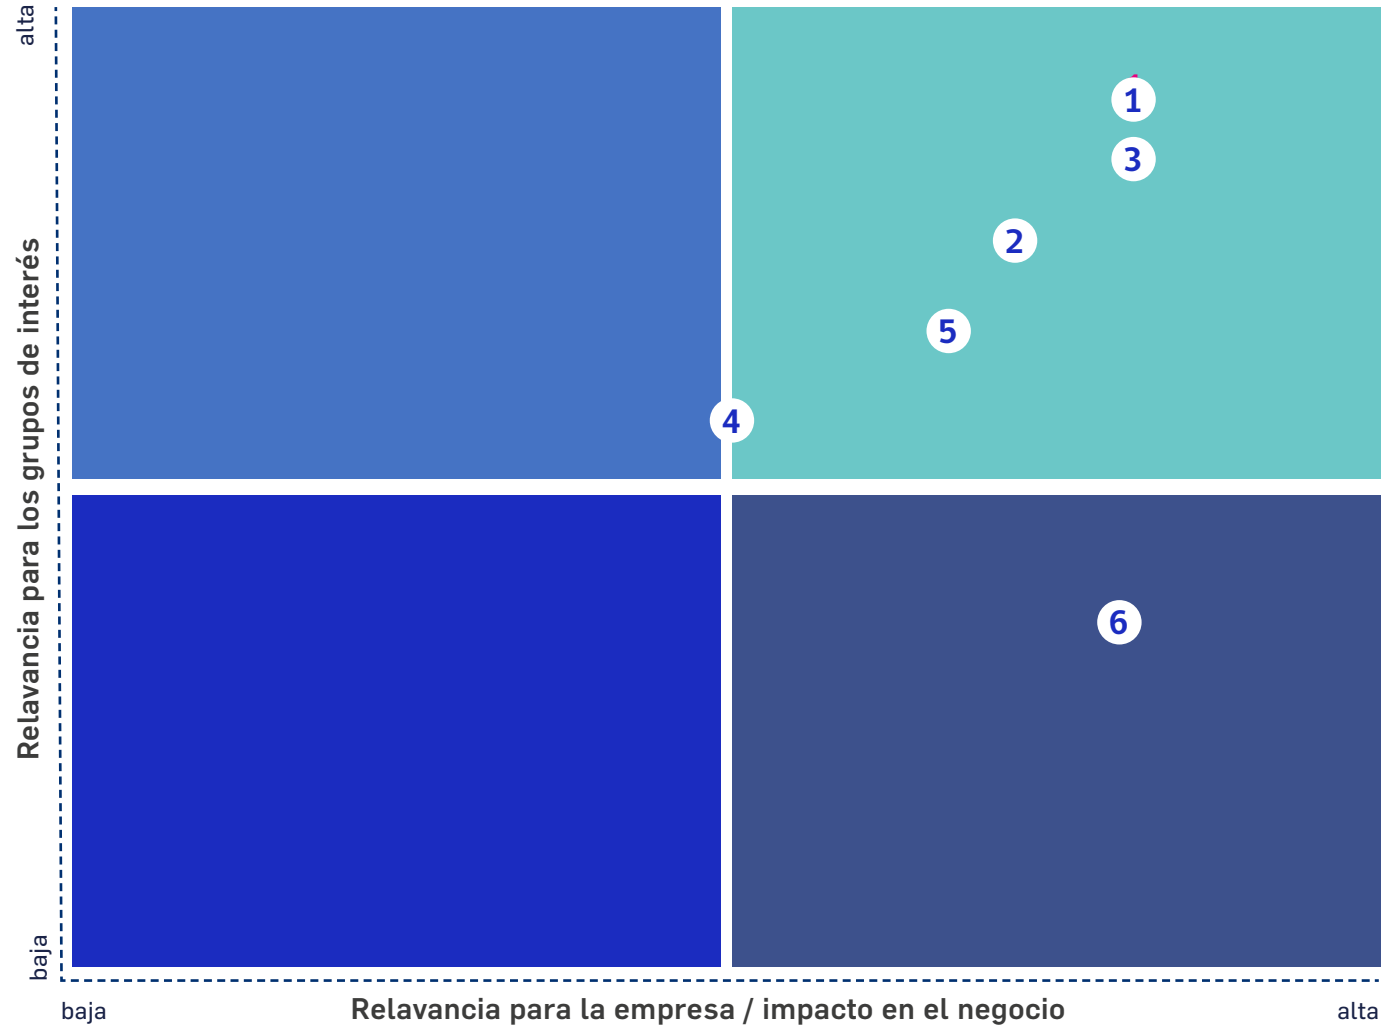 alta
Relavancia para los grupos de interés
baja
1
3
2
5
4
6
baja
Relavancia para la empresa / impacto en el negocio
alta